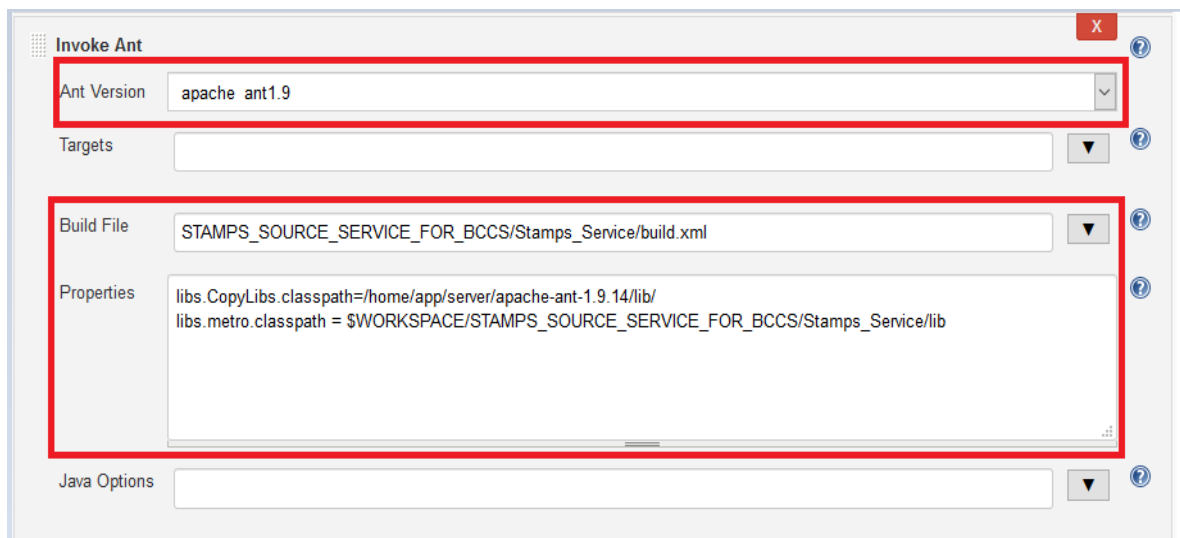 X
Invoke Ant
Ant Version
apache ant1.9
Targets
Build File
STAMPS_SOURCE_SERVICE_FOR_BCCS/Stamps_Service/build.xml
Properties
libs.CopyLibs.classpath=/home/app/server/apache-ant-1.9.14/lib/
libs.metro.classpath = $WORKSPACE/STAMPS_SOURCE_SERVICE_FOR_BCCS/Stamps_Service/lib
Java Options